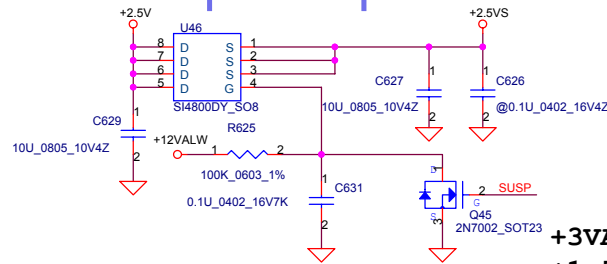 +2.5V
+2.5VS
U46
8 D S 1
7 D S 2
6 D S 3
5 D G 4
SI4800DY_SO8
C629
1
2
10U_0805_10V4Z
C627
1
2
10U_0805_10V4Z
C626
1
2
@0.1U_0402_16V4Z
+12VALW
R625
1 2
100K_0603_1%
C631
1
2
0.1U_0402_16V7K
D
1
S
3
G
2
SUSP
Q45
2N7002_SOT23
+3VA